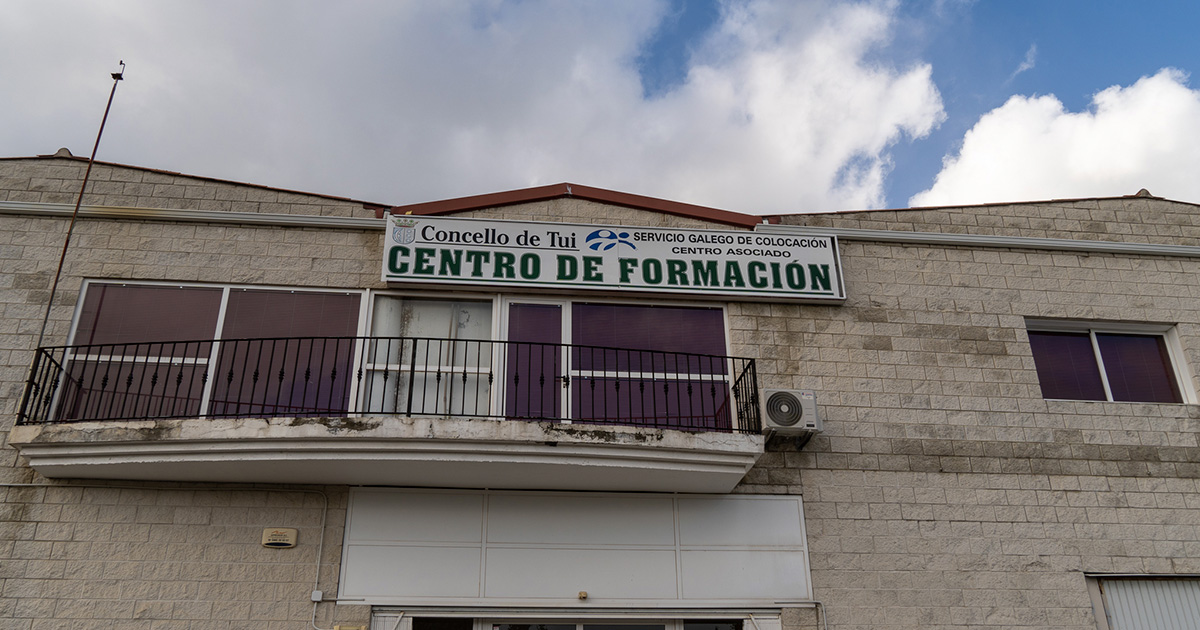 Concello de Tui
SERVICIO GALEGO DE COLOCACIÓN
CENTRO ASOCIADO
CENTRO DE FORMACIÓN